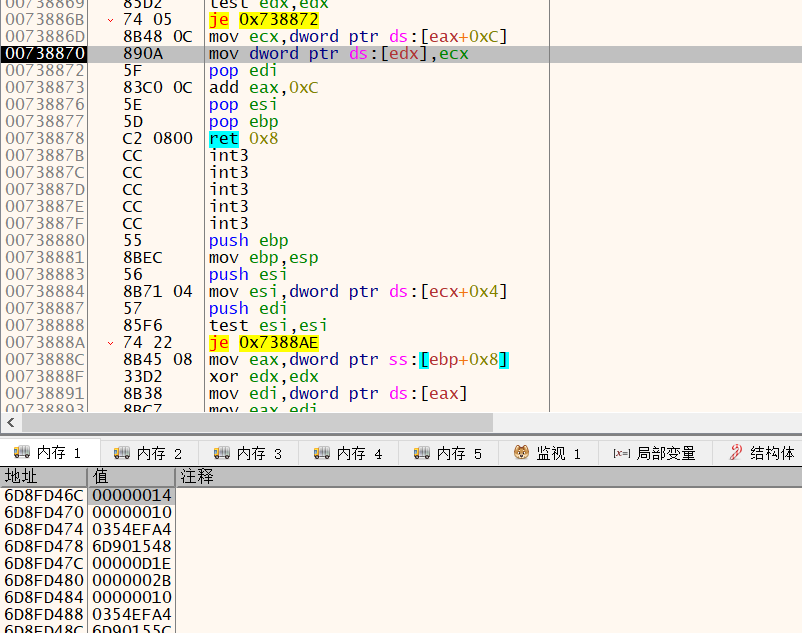 00738869 85D2 test edx,edx
0073886B 74 05 je 0x738872
0073886D 8B48 0C mov ecx,dword ptr ds:[eax+0xC]
00738870 890A mov dword ptr ds:[edx],ecx
00738872 5F pop edi
00738873 83C0 0C add eax,0xC
00738876 5E pop esi
00738877 5D pop ebp
00738878 C2 0800 ret 0x8
0073887B CC int3
0073887C CC int3
0073887D CC int3
0073887E CC int3
0073887F CC int3
00738880 55 push ebp
00738881 8BEC mov ebp,esp
00738883 56 push esi
00738884 8B71 04 mov esi,dword ptr ds:[ecx+0x4]
00738887 57 push edi
00738888 85F6 test esi,esi
0073888A 74 22 je 0x7388AE
0073888C 8B45 08 mov eax,dword ptr ss:[ebp+0x8]
0073888F 33D2 xor edx,edx
00738891 8B38 mov edi,dword ptr ds:[eax]
00738893 8BC7 mov eax,edi
内存 1 内存 2 内存 3 内存 4 内存 5 监视 1 [x=] 局部变量 结构体
地址 值 注释
6D8FD46C 00000014
6D8FD470 00000010
6D8FD474 0354EFA4
6D8FD478 6D901548
6D8FD47C 00000D1E
6D8FD480 0000002B
6D8FD484 00000010
6D8FD488 0354EFA4
6D8FD48C 6D90155C